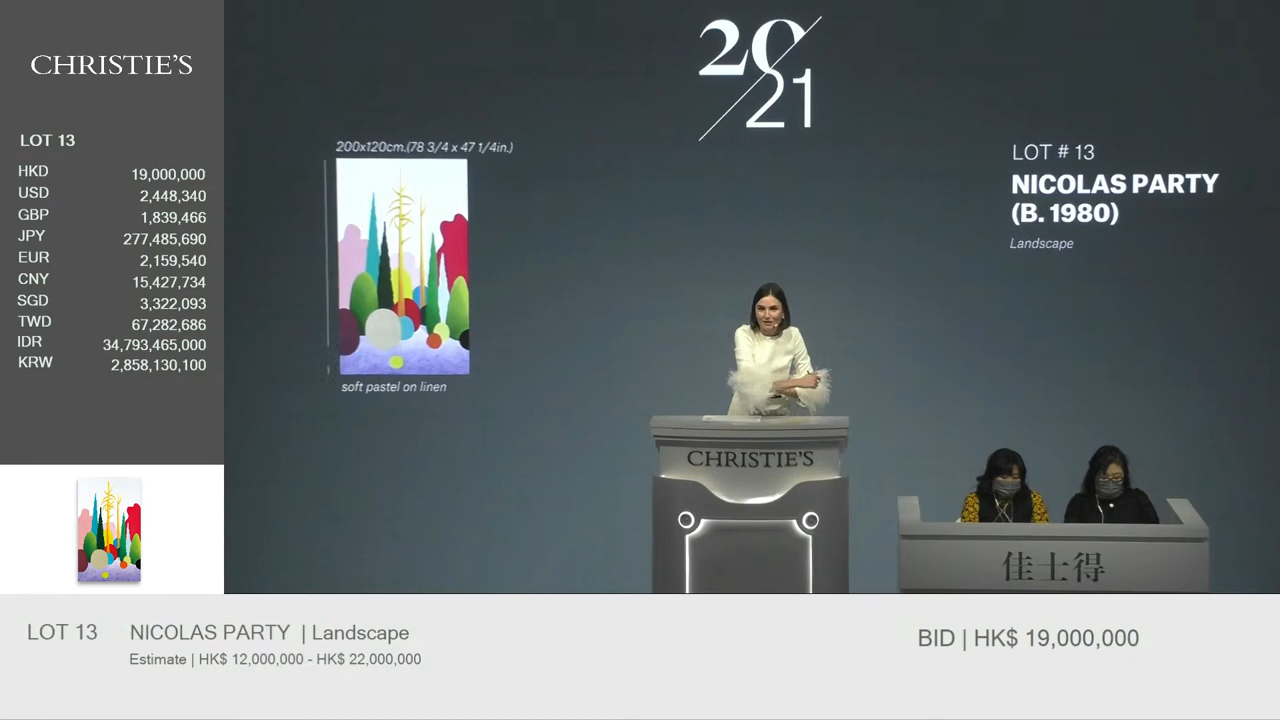 CHRISTIE'S
LOT 13
HKD 19,000,000
USD 2,448,340
GBP 1,839,466
JPY 277,485,690
EUR 2,159,540
CNY 15,427,734
SGD 3,322,093
TWD 67,282,686
IDR 34,793,465,000
KRW 2,858,130,100
20/21
200x120cm.(78 3/4 x 47 1/4in.)
soft pastel on linen
LOT # 13
NICOLAS PARTY
(B. 1980)
Landscape
CHRISTIE'S
佳士得
LOT 13 NICOLAS PARTY | Landscape
Estimate | HK$ 12,000,000 - HK$ 22,000,000
BID | HK$ 19,000,000